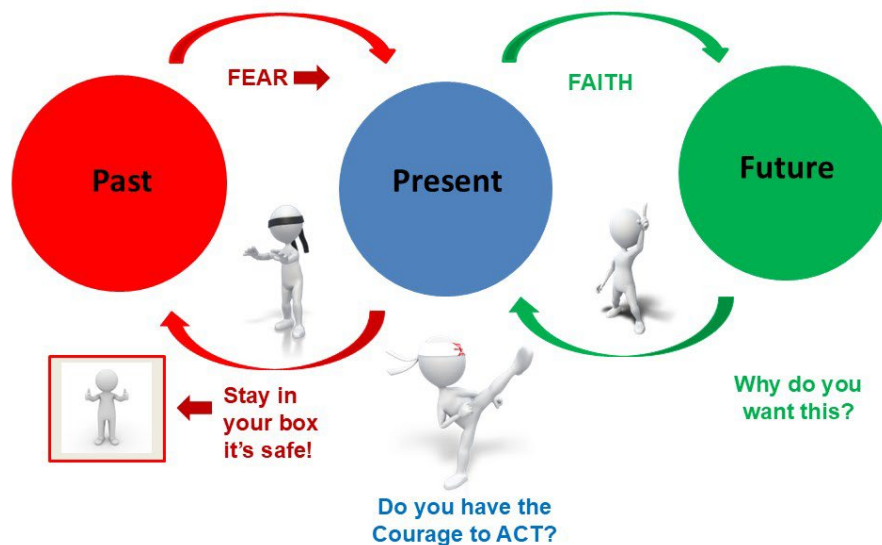 FEAR
FAITH
Past
Present
Future
Stay in
your box
it's safe!
Why do you
want this?
Do you have the
Courage to ACT?